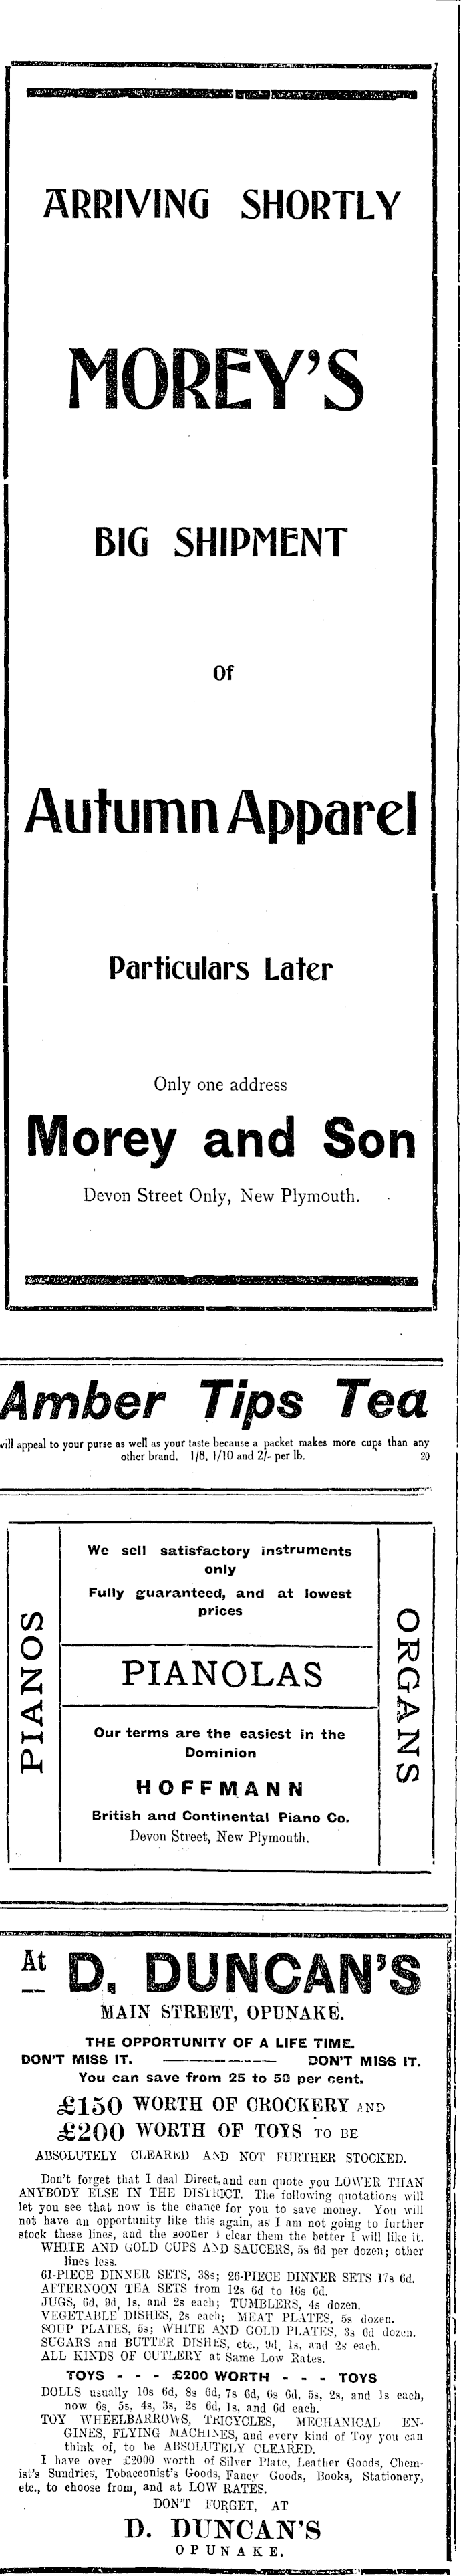 ARRIVING SHORTLY
MOREY'S
BIG SHIPMENT
Of
Autumn Apparel
Particulars Later
Only one address
Morey and Son
Devon Street Only, New Plymouth.
Amber Tips Tea
will appeal to your purse as well as your taste because a packet makes more cups than any
other brand. 1/8, 1/10 and 2/- per lb. 20
PIANOS
We sell satisfactory instruments
only
Fully guaranteed, and at lowest
prices
PIANOLAS
Our terms are the easiest in the
Dominion
HOFFMANN
British and Continental Piano Co.
Devon Street, New Plymouth.
ORGANS
At D. DUNCAN'S
MAIN STREET, OPUNAKE.
THE OPPORTUNITY OF A LIFE TIME.
DON'T MISS IT. DON'T MISS IT.
You can save from 25 to 50 per cent.
£150 WORTH OF CROCKERY AND
£200 WORTH OF TOYS TO BE
ABSOLUTELY CLEARED AND NOT FURTHER STOCKED.
Don't forget that I deal Direct, and can quote you LOWER THAN
ANYBODY ELSE IN THE DISTRICT. The following quotations will
let you see that now is the chance for you to save money. You will
not have an opportunity like this again, as I am not going to further
stock these lines, and the sooner I clear them the better I will like it.
WHITE AND GOLD CUPS AND SAUCERS, 5s 6d per dozen; other
lines less.
61-PIECE DINNER SETS, 38s; 26-PIECE DINNER SETS 17s 6d.
AFTERNOON TEA SETS from 12s 6d to 16s 6d.
JUGS, 6d, 9d, 1s, and 2s each; TUMBLERS, 4s dozen.
VEGETABLE DISHES, 2s each; MEAT PLATES, 5s dozen.
SOUP PLATES, 5s; WHITE AND GOLD PLATES, 3s 6d dozen.
SUGARS and BUTTER DISHES, etc., 9d, 1s, and 2s each.
ALL KINDS OF CUTLERY at Same Low Rates.
TOYS - - - £200 WORTH - - - TOYS
DOLLS usually 10s 6d, 8s 6d, 7s 6d, 6s 6d, 5s, 2s, and 1s each,
now 6s, 5s, 4s, 3s, 2s 6d, 1s, and 6d each.
TOY WHEELBARROWS, TRICYCLES, MECHANICAL EN-
GINES, FLYING MACHINES, and every kind of Toy you can
think of, to be ABSOLUTELY CLEARED.
I have over £2000 worth of Silver Plate, Leather Goods, Chem-
ist's Sundries, Tobacconist's Goods, Fancy Goods, Books, Stationery,
etc., to choose from, and at LOW RATES.
DON'T FORGET, AT
D. DUNCAN'S
OPUNAKE.